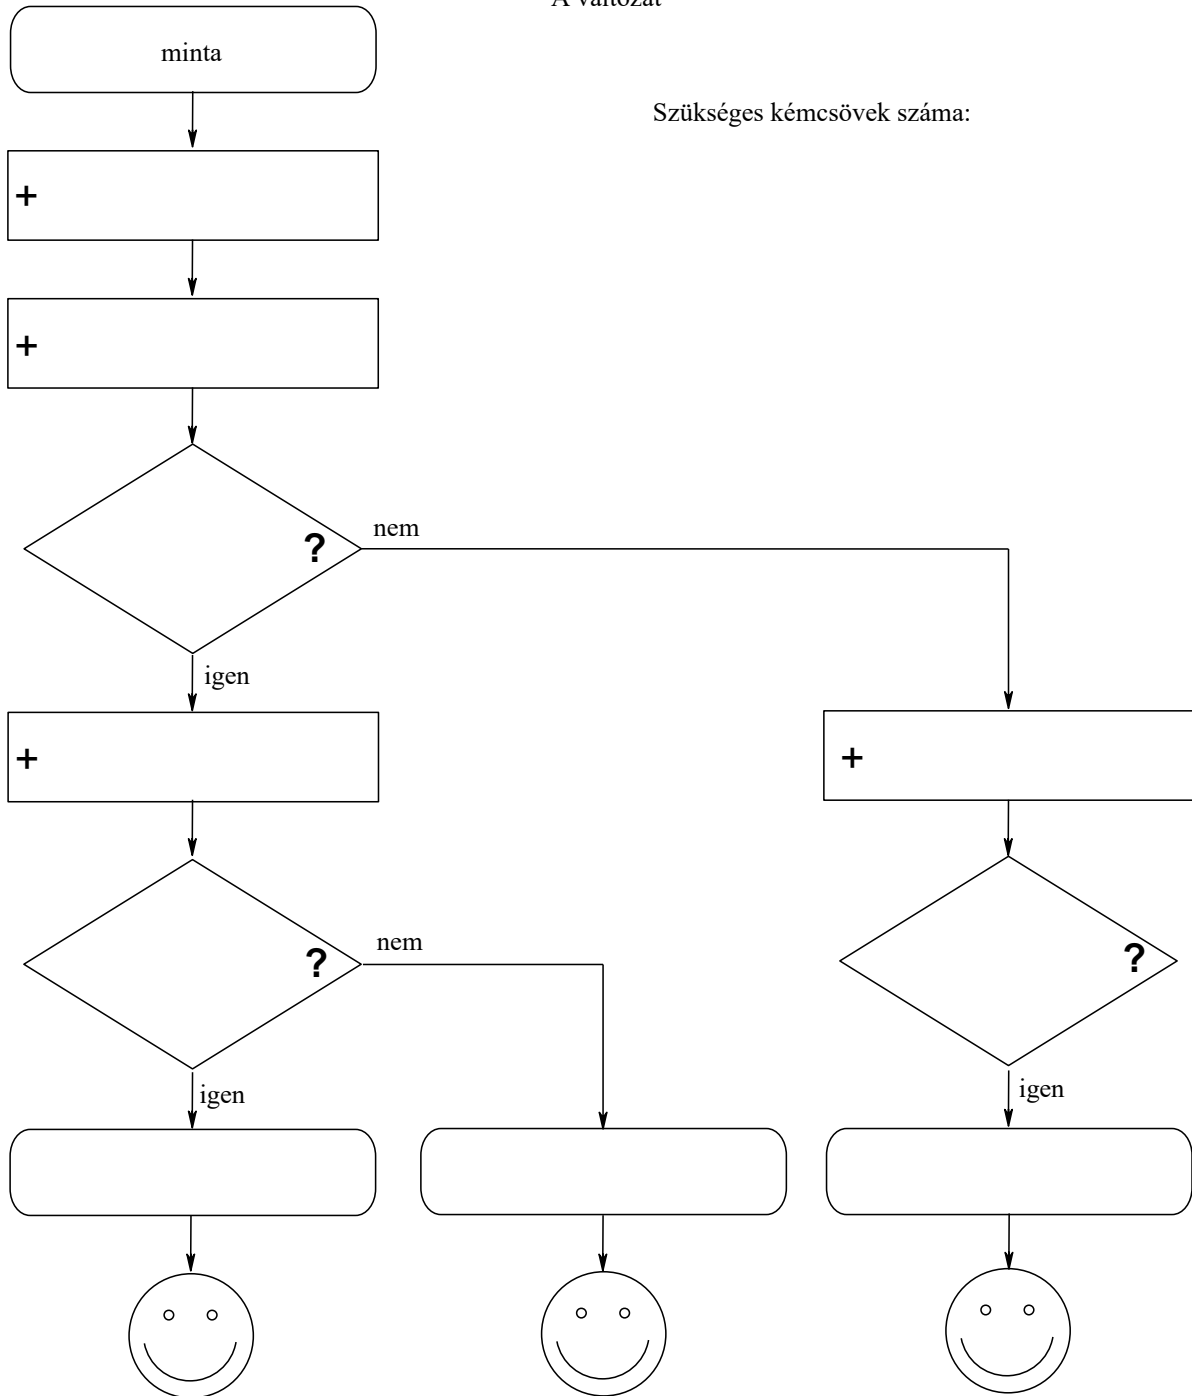 A változat
minta
Szükséges kémcsövek száma:
+
+
?
nem
igen
+
+
?
nem
?
igen
igen